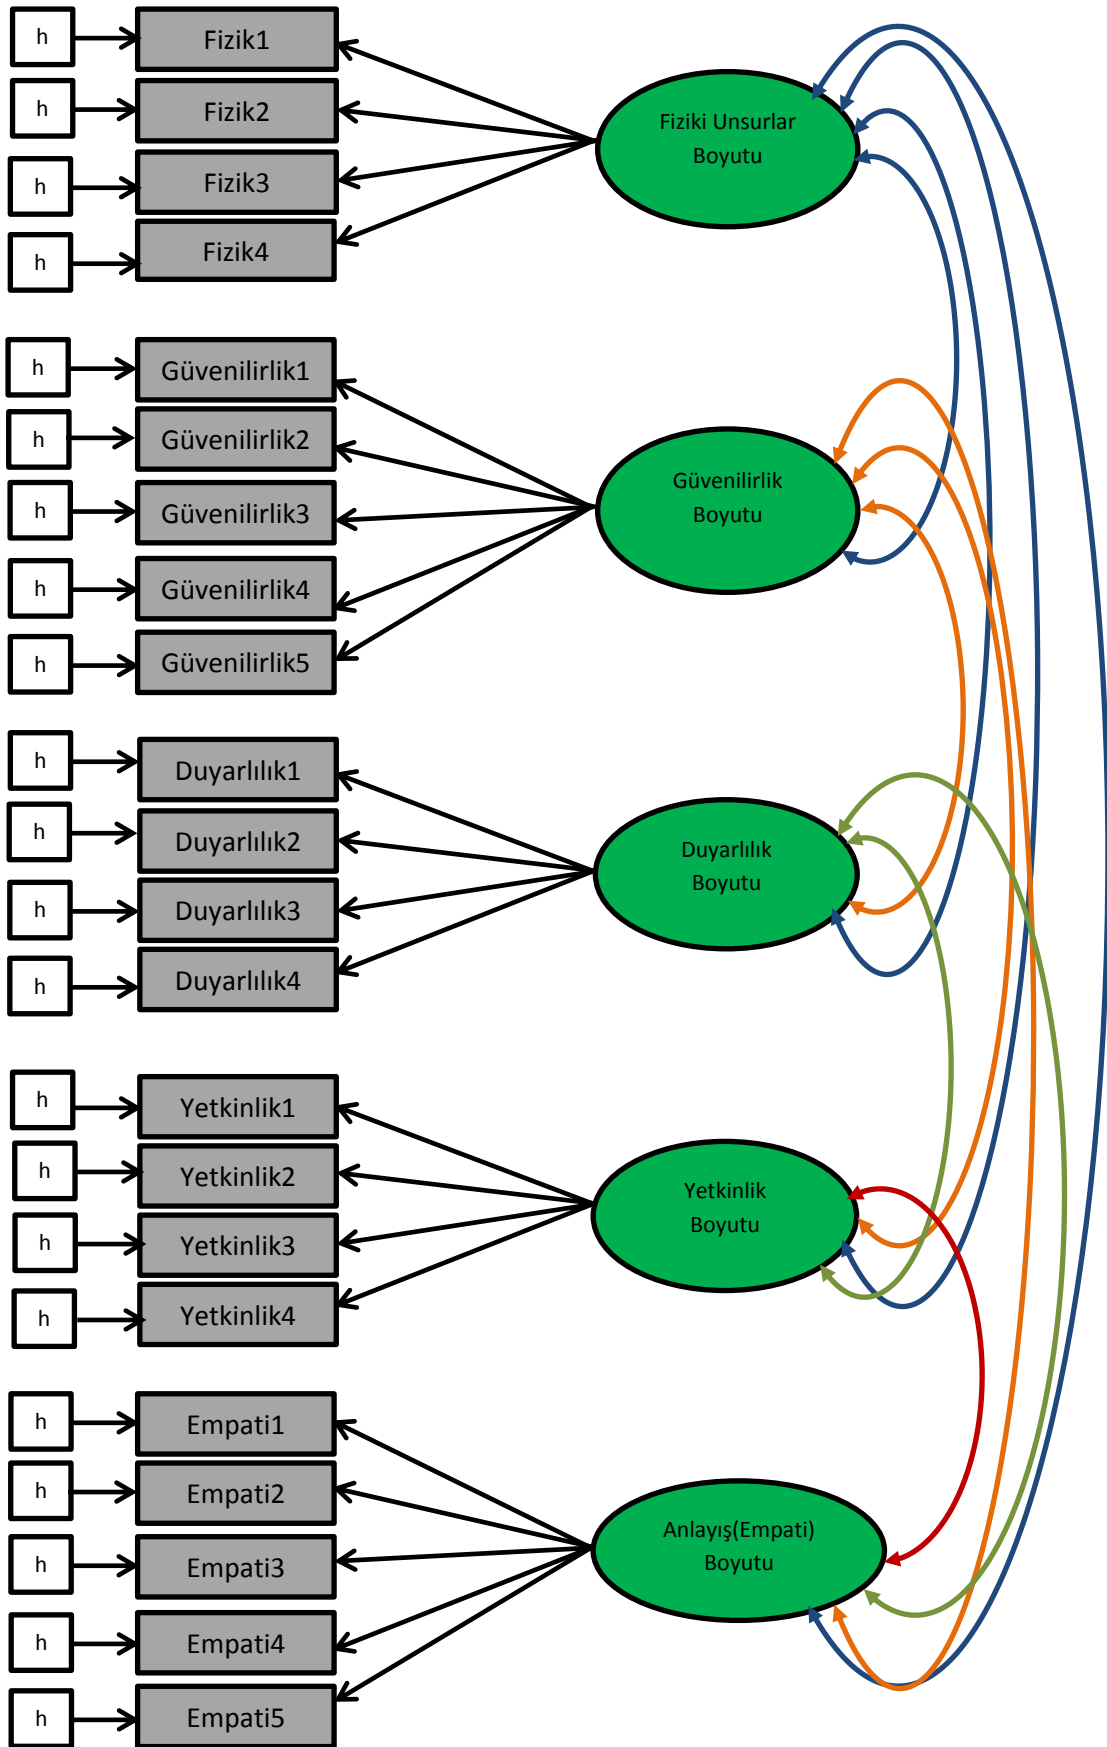 h
Fizik1
h
Fizik2
h
Fizik3
h
Fizik4
Fiziki Unsurlar
Boyutu
h
Güvenilirlik1
h
Güvenilirlik2
h
Güvenilirlik3
h
Güvenilirlik4
h
Güvenilirlik5
Güvenilirlik
Boyutu
h
Duyarlılık1
h
Duyarlılık2
h
Duyarlılık3
h
Duyarlılık4
Duyarlılık
Boyutu
h
Yetkinlik1
h
Yetkinlik2
h
Yetkinlik3
h
Yetkinlik4
Yetkinlik
Boyutu
h
Empati1
h
Empati2
h
Empati3
h
Empati4
h
Empati5
Anlayış(Empati)
Boyutu